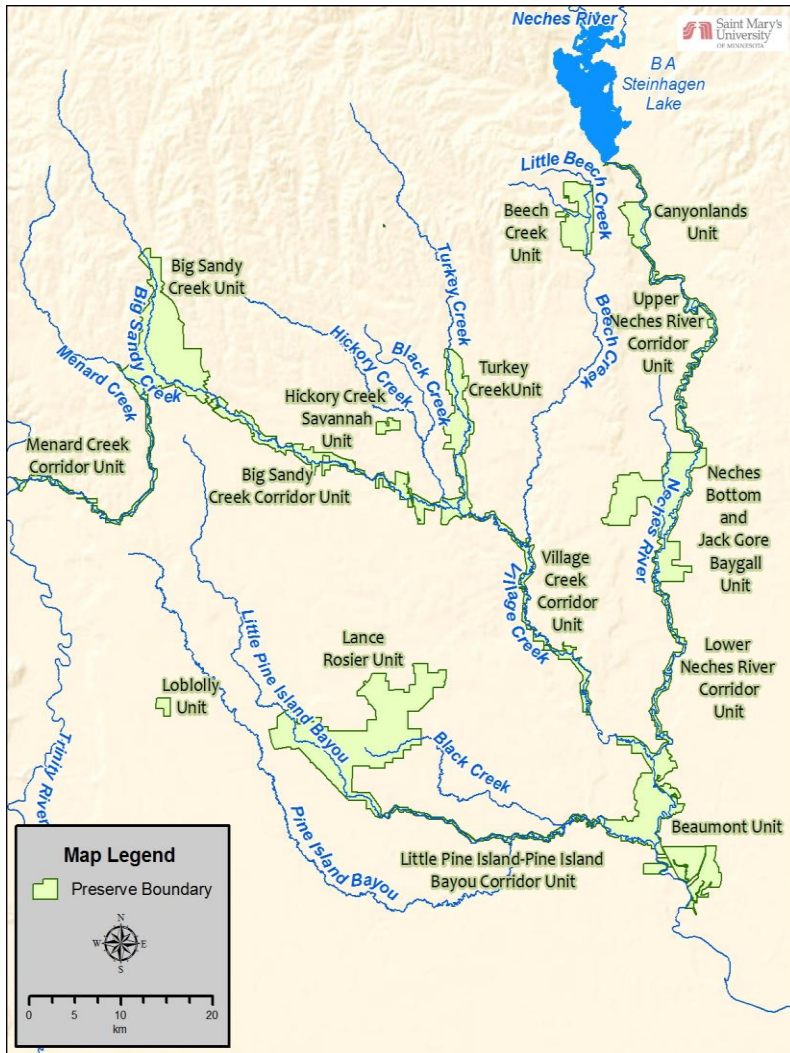 Neches River
Saint Mary's
University
OF MINNESOTA
B A
Steinhagen
Lake
Little Beech Creek
Beech
Creek
Unit
Canyonlands
Unit
Big Sandy
Creek Unit
Turkey Creek
Beech Creek
Upper
Neches River
Corridor
Unit
Big Sandy Creek
Hickory Creek
Black Creek
Menard Creek
Turkey
CreekUnit
Hickory Creek
Savannah
Unit
Menard Creek
Corridor Unit
Big Sandy
Creek Corridor Unit
Neches River
Neches
Bottom
and
Jack Gore
Baygall
Unit
Village Creek
Village
Creek
Corridor
Unit
Little Pine Island Bayou
Lance
Rosier Unit
Lower
Neches River
Corridor
Unit
Loblolly
Unit
Trinity River
Black Creek
Pine Island Bayou
Beaumont Unit
Little Pine Island-Pine Island
Bayou Corridor Unit
Map Legend
Preserve Boundary
N
W E
S
0 5 10 20
km